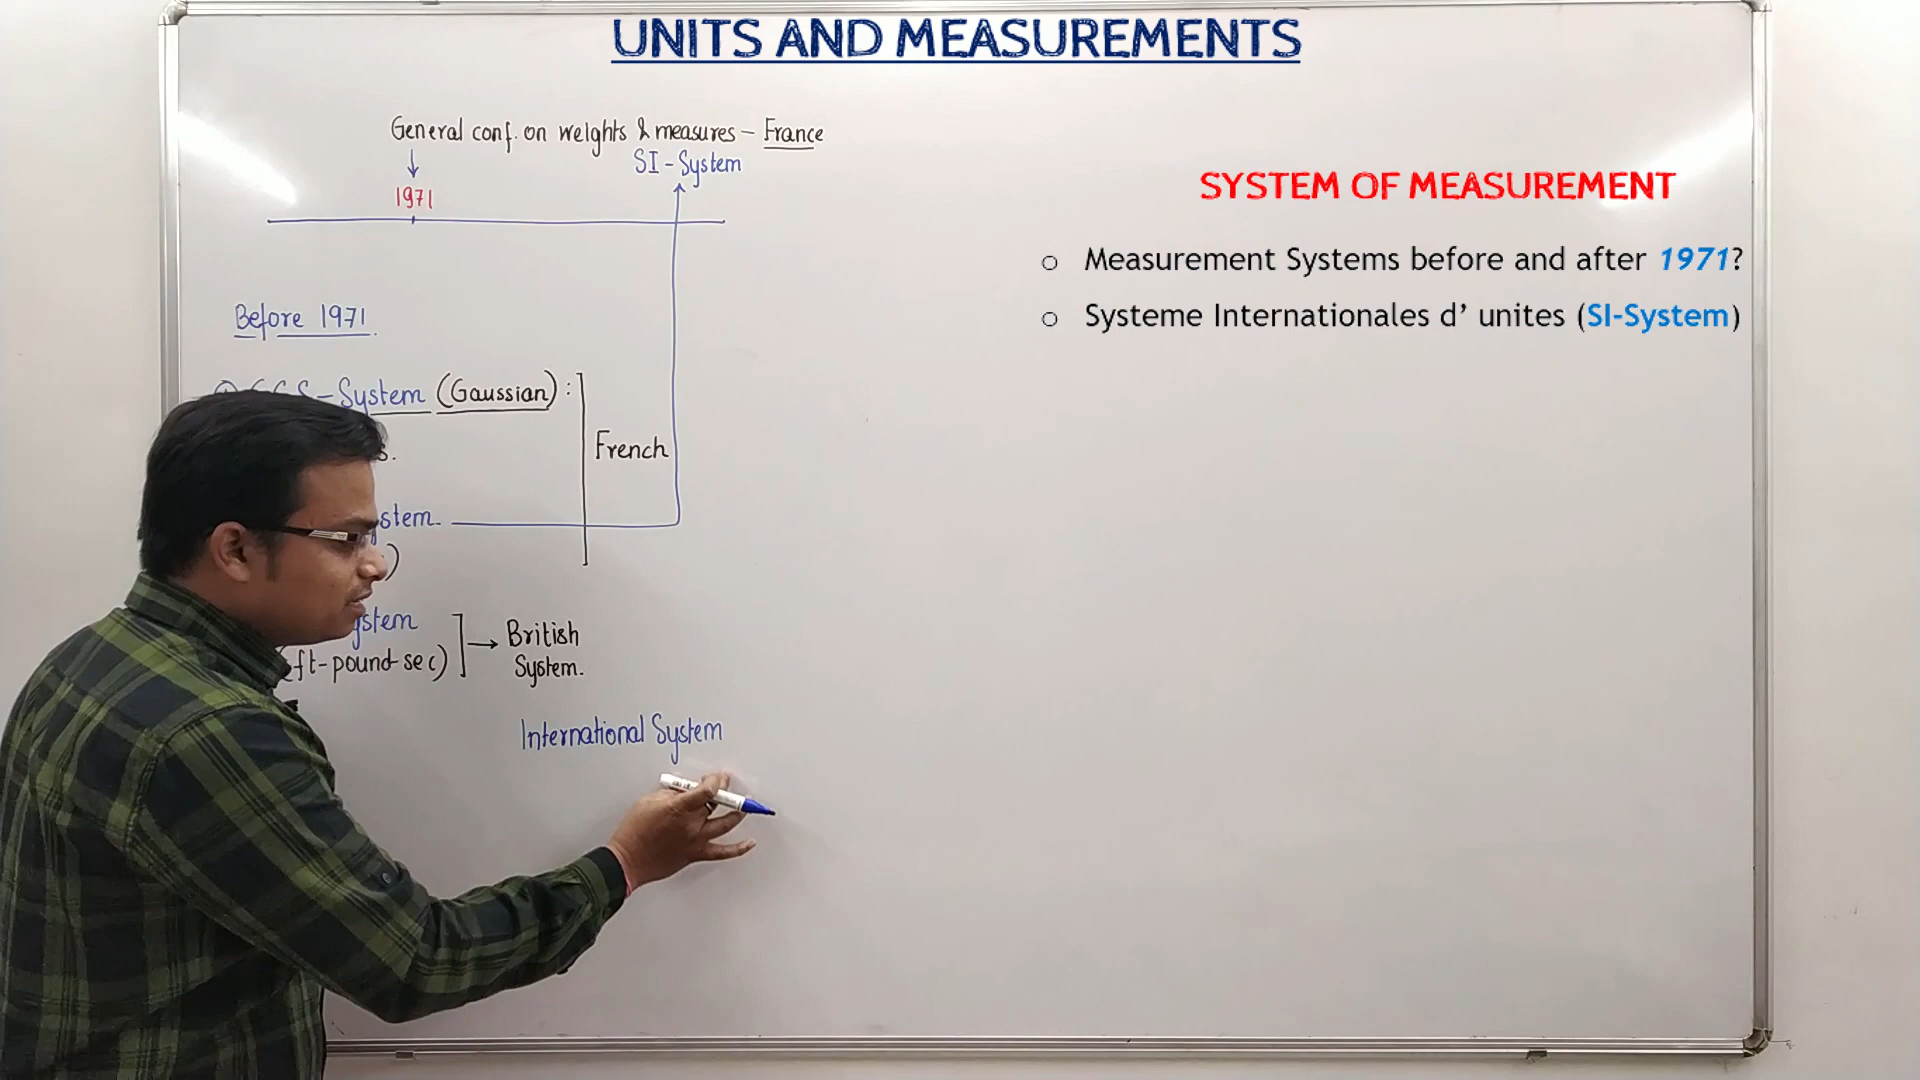 UNITS AND MEASUREMENTS
General conf. on weights & measures - France
SI - System
1971
Before 1971.
System (Gaussian) :
French
stem.
ystem
(ft-pound-sec)
British
System.
International System
SYSTEM OF MEASUREMENT
Measurement Systems before and after 1971?
Systeme Internationales d' unites (SI-System)